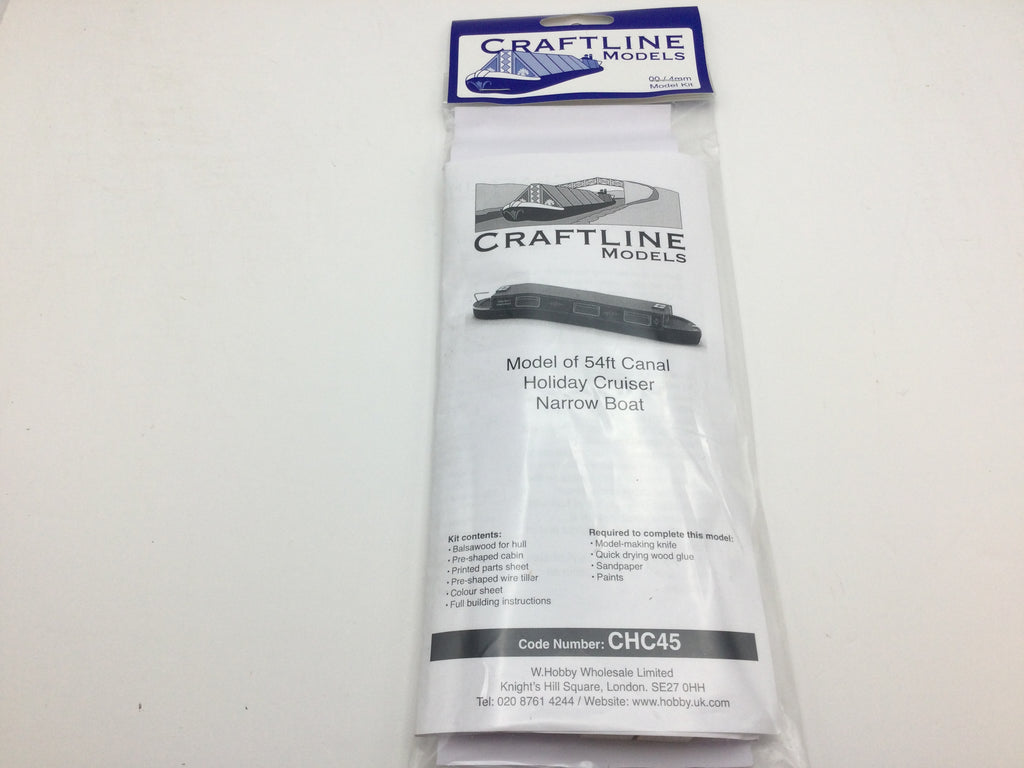 CRAFTLINE
MODELS
00 / 4mm
Model Kit
CRAFTLINE
MODELS
Model of 54ft Canal
Holiday Cruiser
Narrow Boat
Kit contents:
• Balsawood for hull
• Pre-shaped cabin
• Printed parts sheet
• Pre-shaped wire tiller
• Colour sheet
• Full building instructions
Required to complete this model:
• Model-making knife
• Quick drying wood glue
• Sandpaper
• Paints
Code Number: CHC45
W.Hobby Wholesale Limited
Knight's Hill Square, London. SE27 0HH
Tel: 020 8761 4244 / Website: www.hobby.uk.com